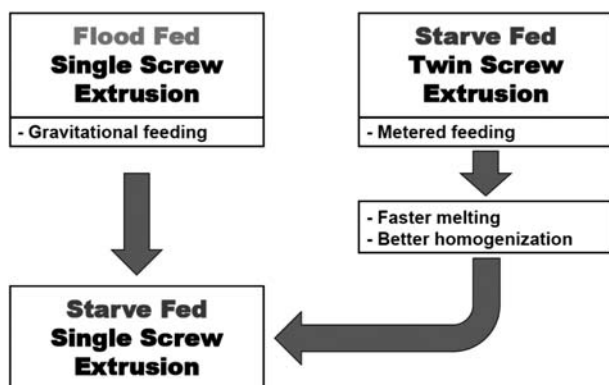 Flood Fed
Single Screw
Extrusion
- Gravitational feeding
Starve Fed
Twin Screw
Extrusion
- Metered feeding
- Faster melting
- Better homogenization
Starve Fed
Single Screw
Extrusion